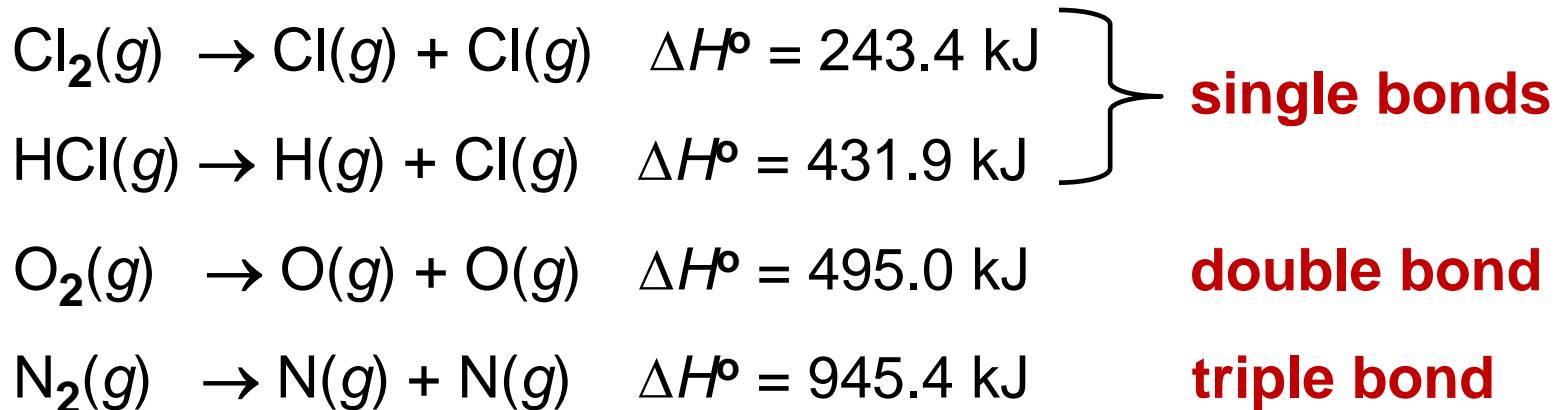 Cl₂(g) → Cl(g) + Cl(g) ΔH° = 243.4 kJ
single bonds
HCl(g) → H(g) + Cl(g) ΔH° = 431.9 kJ
O₂(g) → O(g) + O(g) ΔH° = 495.0 kJ double bond
N₂(g) → N(g) + N(g) ΔH° = 945.4 kJ triple bond